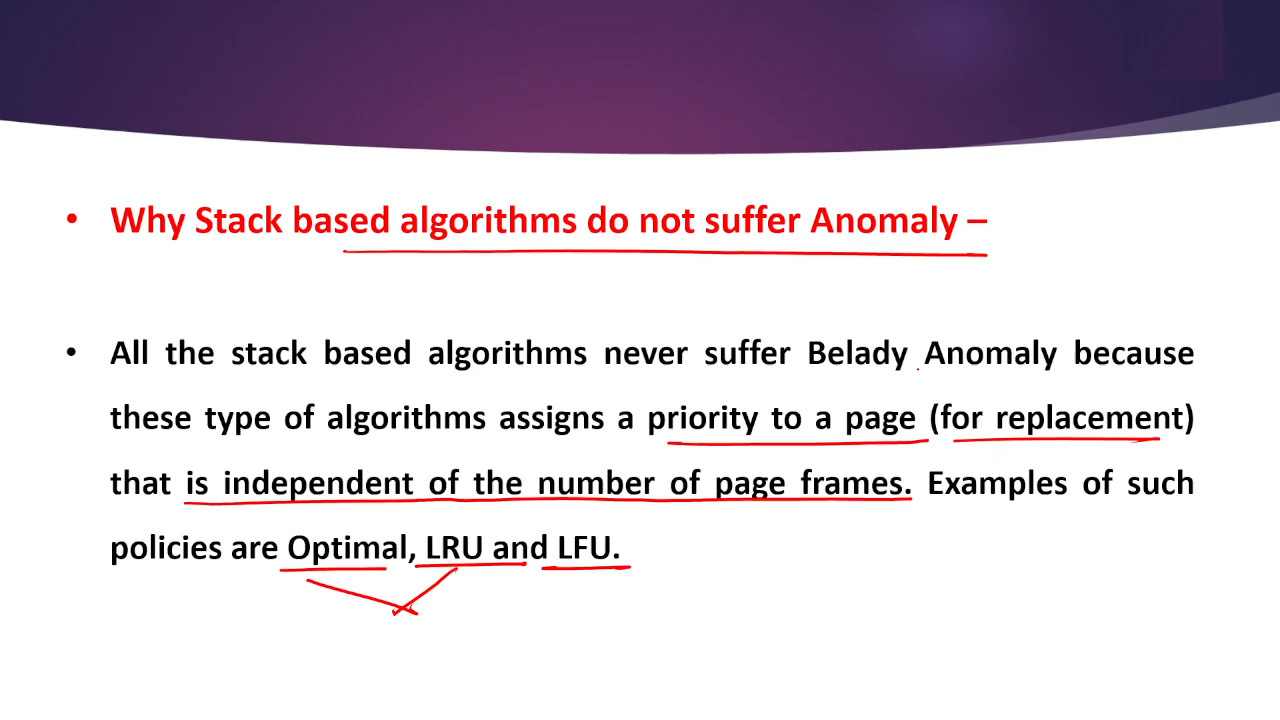 • Why Stack based algorithms do not suffer Anomaly –
• All the stack based algorithms never suffer Belady Anomaly because
these type of algorithms assigns a priority to a page (for replacement)
that is independent of the number of page frames. Examples of such
policies are Optimal, LRU and LFU.